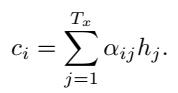 $c_i = \sum_{j=1}^{T_x} \alpha_{ij} h_j.$